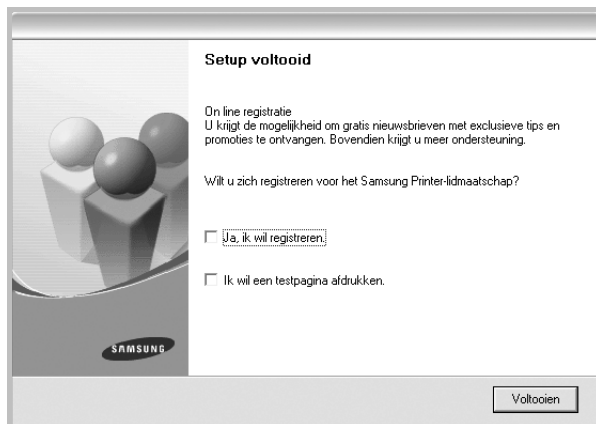 Setup voltooid
On line registratie
U krijgt de mogelijkheid om gratis nieuwsbrieven met exclusieve tips en
promoties te ontvangen. Bovendien krijgt u meer ondersteuning.
Wilt u zich registreren voor het Samsung Printer-lidmaatschap?
Ja, ik wil registreren.
Ik wil een testpagina afdrukken.
SAMSUNG
Voltooien